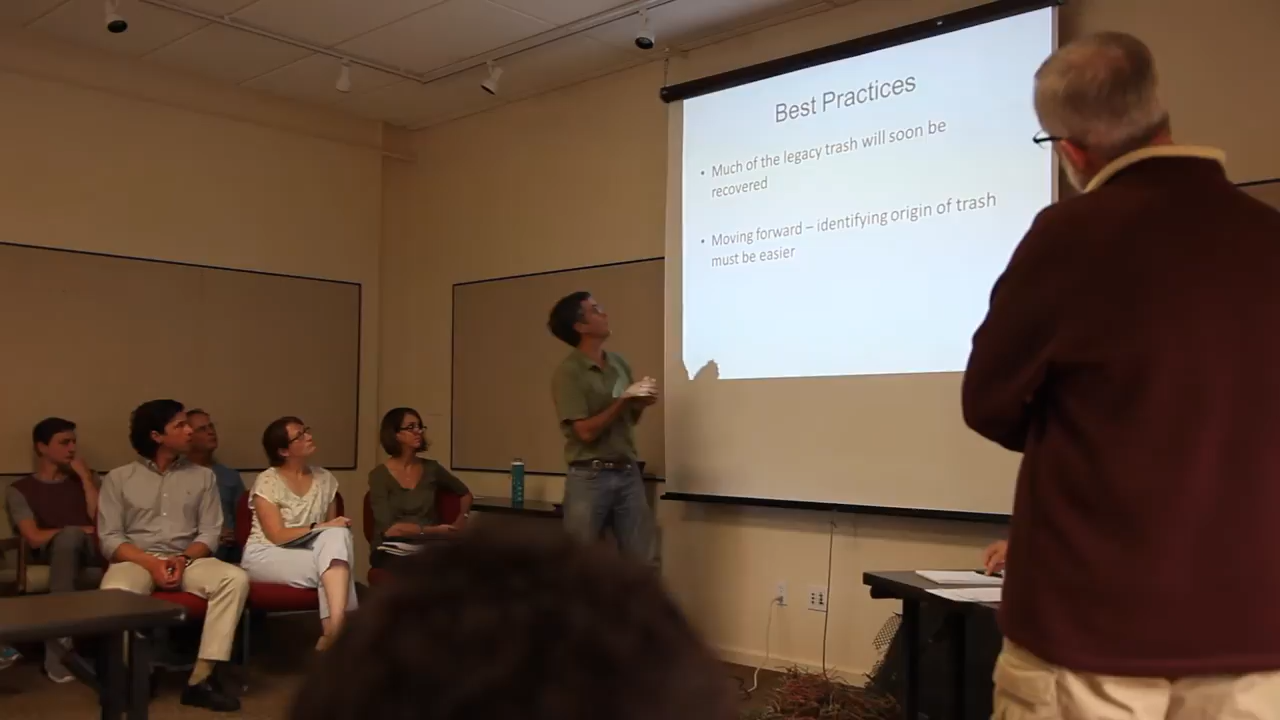 Best Practices
• Much of the legacy trash will soon be
recovered
• Moving forward – identifying origin of trash
must be easier